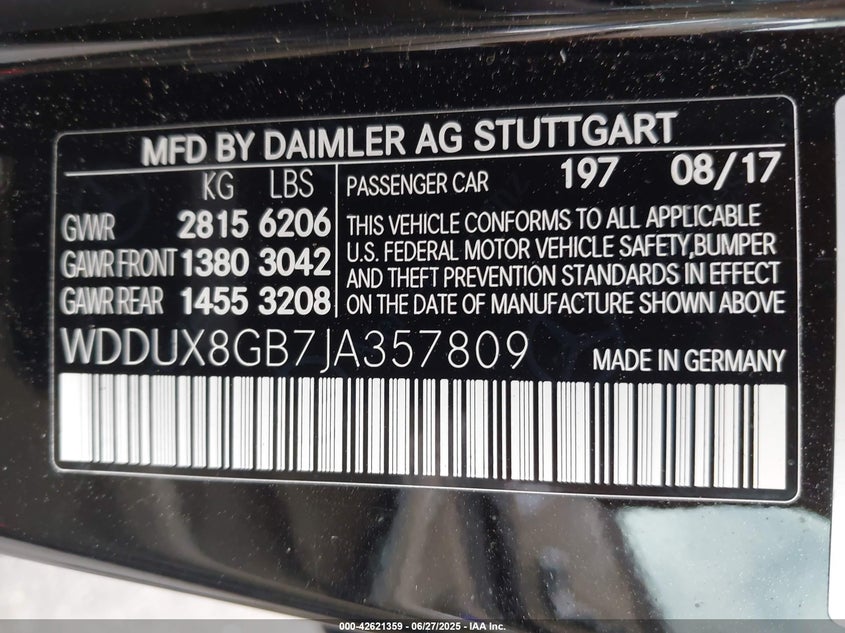 MFD BY DAIMLER AG STUTTGART
KG LBS
GVWR 2815 6206
GAWR FRONT 1380 3042
GAWR REAR 1455 3208
PASSENGER CAR 197 08/17
THIS VEHICLE CONFORMS TO ALL APPLICABLE
U.S. FEDERAL MOTOR VEHICLE SAFETY,BUMPER
AND THEFT PREVENTION STANDARDS IN EFFECT
ON THE DATE OF MANUFACTURE SHOWN ABOVE
WDDUX8GB7JA357809
MADE IN GERMANY
000-42621359 - 06/27/2025 - IAA Inc.